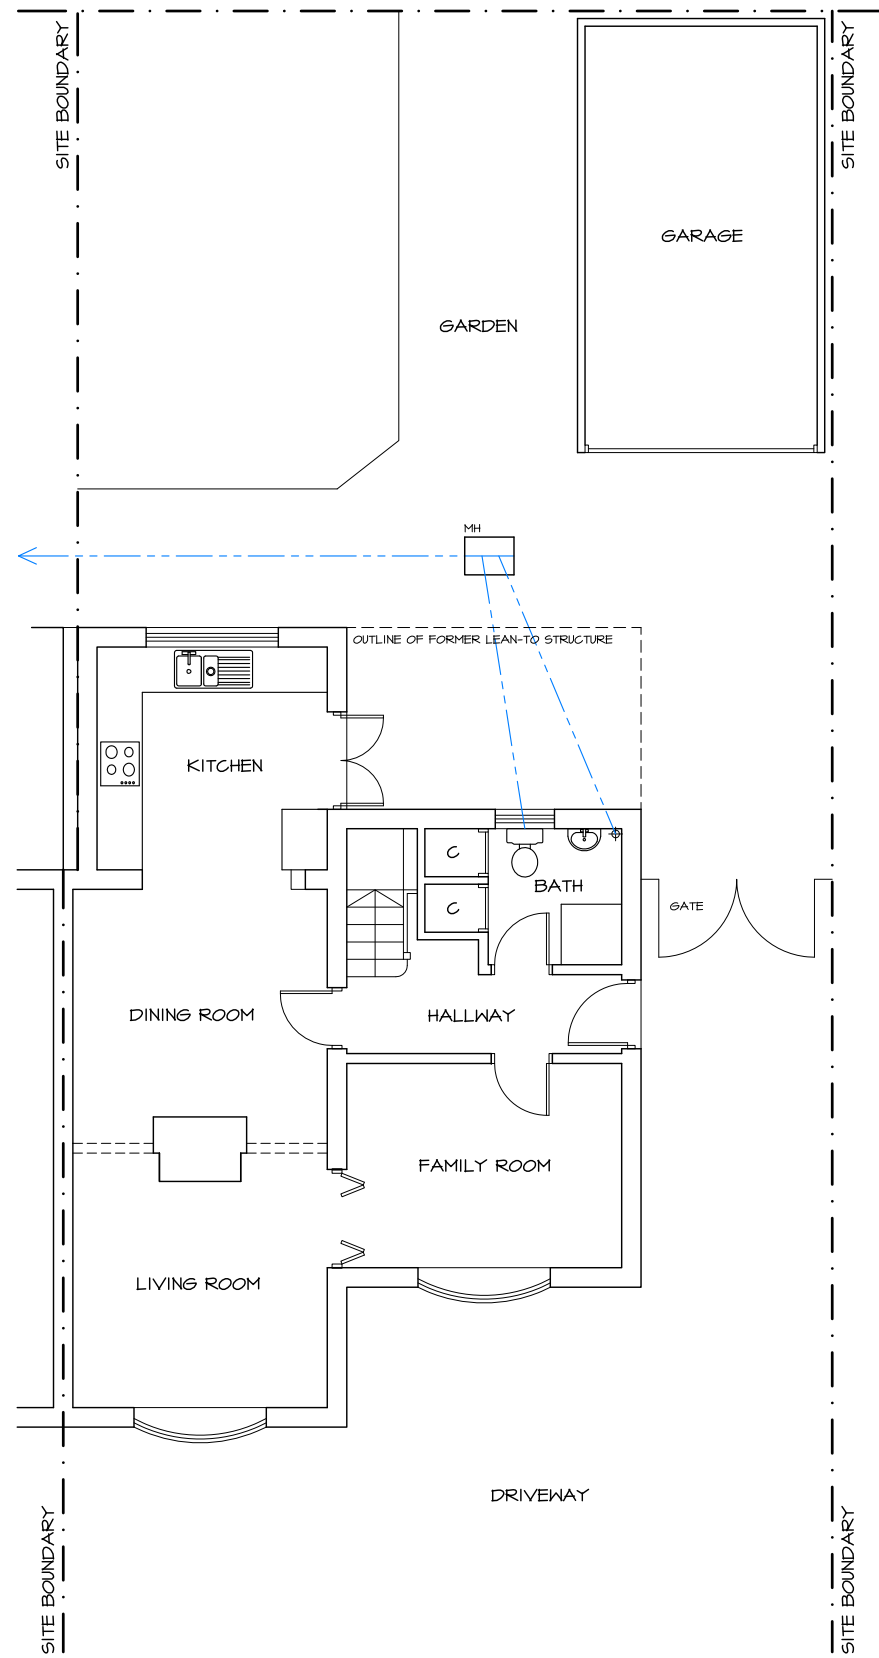 SITE BOUNDARY
SITE BOUNDARY
GARAGE
GARDEN
MH
OUTLINE OF FORMER LEAN-TO STRUCTURE
KITCHEN
C
BATH
C
GATE
DINING ROOM
HALLWAY
FAMILY ROOM
LIVING ROOM
DRIVEWAY
SITE BOUNDARY
SITE BOUNDARY